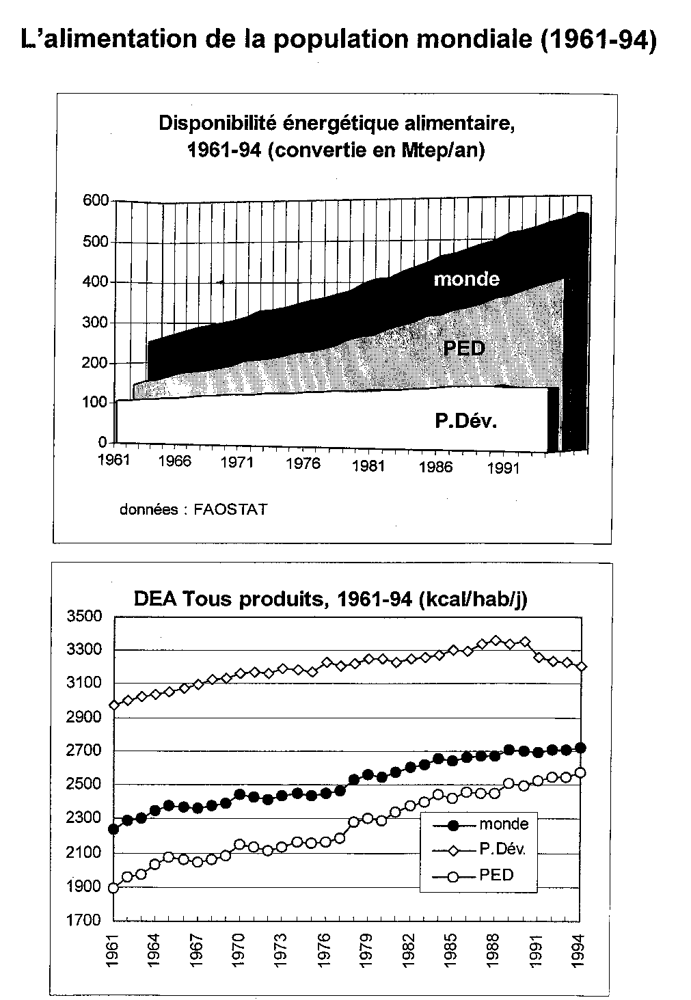 L'alimentation de la population mondiale (1961-94)
Disponibilité énergétique alimentaire,
1961-94 (convertie en Mtep/an)
600
500
400
300
200
100
0
monde
PED
P.Dév.
1961 1966 1971 1976 1981 1986 1991
données : FAOSTAT
DEA Tous produits, 1961-94 (kcal/hab/j)
3500
3300
3100
2900
2700
2500
2300
2100
1900
1700
monde
P.Dév.
PED
1961 1964 1967 1970 1973 1976 1979 1982 1985 1988 1991 1994